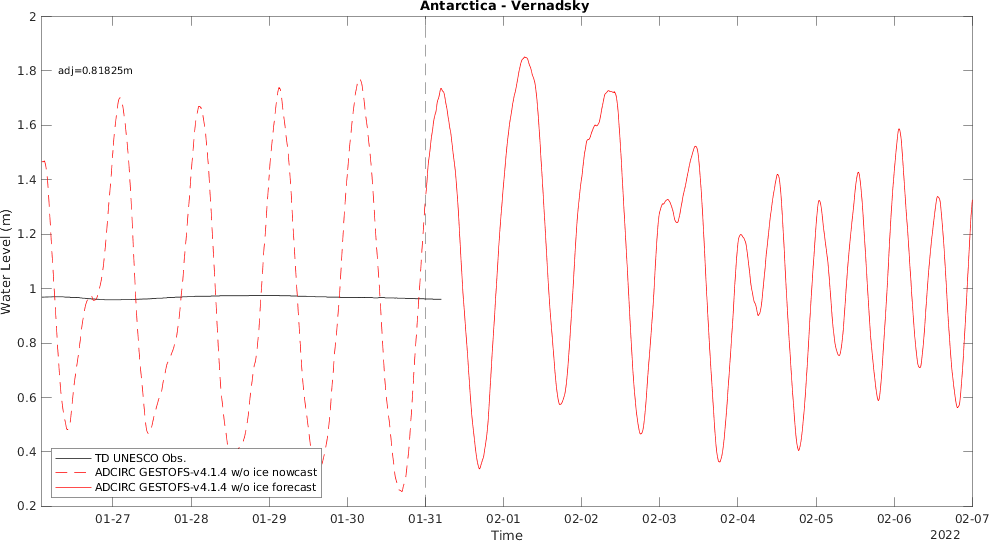 Antarctica - Vernadsky
2
1.8
adj=0.81825m
1.6
1.4
1.2
1
0.8
0.6
0.4
0.2
Water Level (m)
TD UNESCO Obs.
ADCIRC GESTOFS-v4.1.4 w/o ice nowcast
ADCIRC GESTOFS-v4.1.4 w/o ice forecast
01-27 01-28 01-29 01-30 01-31 02-01 02-02 02-03 02-04 02-05 02-06 02-07
Time
2022